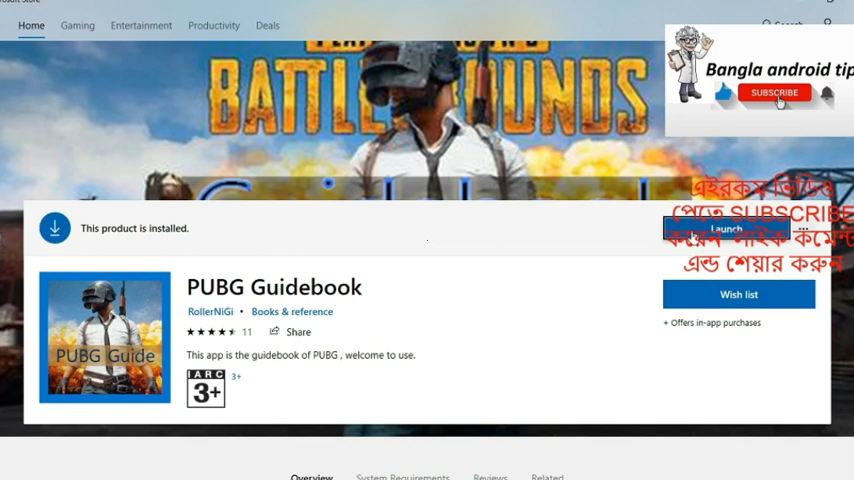 Home Gaming Entertainment Productivity Deals Search
BATTLEGROUNDS
Bangla android tip
SUBSCRIBE
এইরকম ভিডিও
পেতে SUBSCRIBE
করেন লাইক কমেন্ট
এন্ড শেয়ার করুন
This product is installed.
Launch
PUBG Guidebook
RollerNiGi • Books & reference
Wish list
11 Share
+ Offers in-app purchases
This app is the guidebook of PUBG , welcome to use.
PUBG Guide
IARC
3+
3+
Overview System Requirements Reviews Related